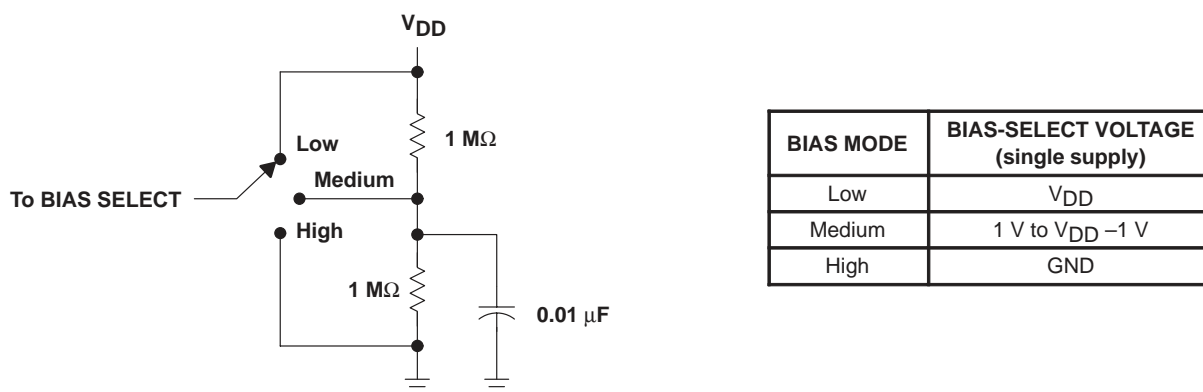 VDD
Low
1 MΩ
Medium
To BIAS SELECT
High
1 MΩ
0.01 μF
BIAS MODE
BIAS-SELECT VOLTAGE
(single supply)
Low
VDD
Medium
1 V to VDD –1 V
High
GND